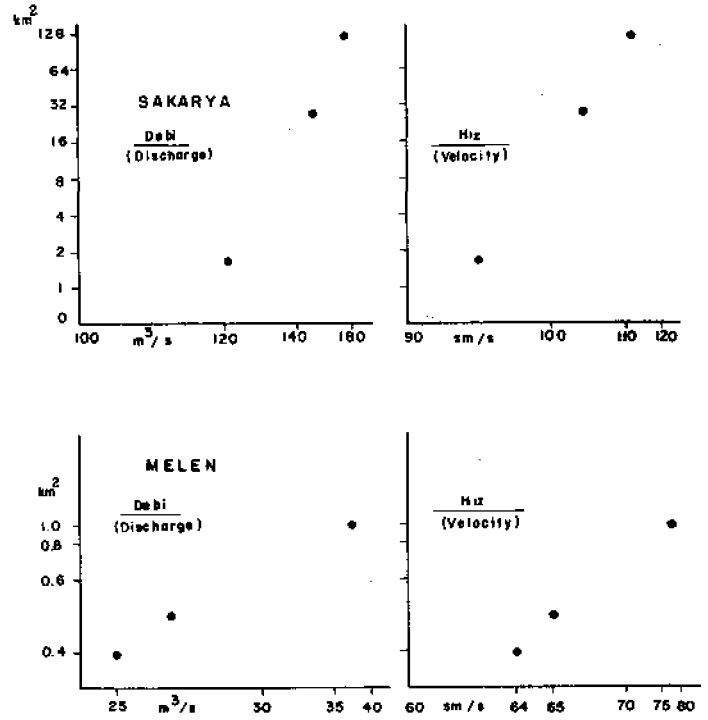 km²
128
64
32
16
8
4
2
1
0
SAKARYA
Debi
(Discharge)
100 m³/s 120 140 180
Hız
(Velocity)
90 sm/s 100 110 120
MELEN
km²
Debi
(Discharge)
1.0
0.8
0.6
0.4
25 m³/s 30 35 40
Hız
(Velocity)
60 sm/s 64 65 70 75 80